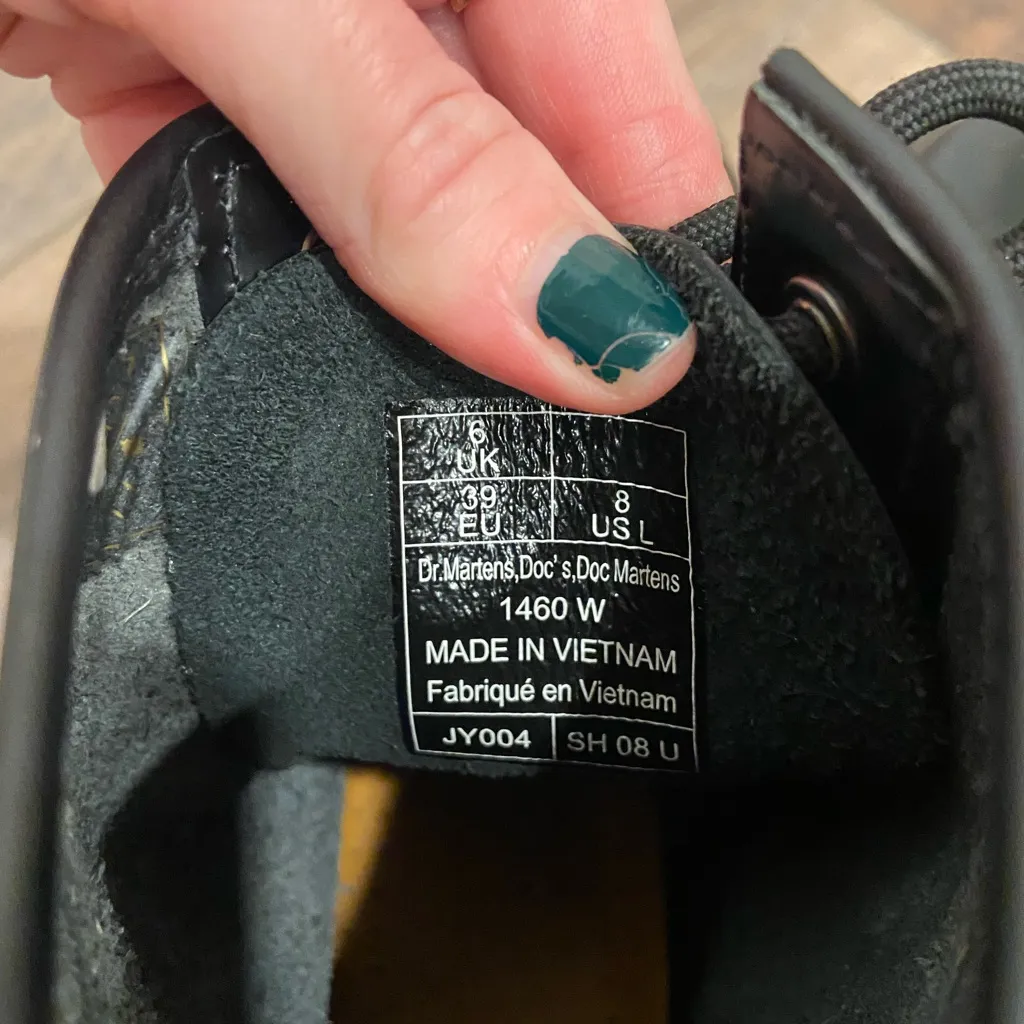 6
UK
39
EU
8
US L
Dr.Martens,Doc's,Doc Martens
1460 W
MADE IN VIETNAM
Fabriqué en Vietnam
JY004 SH 08 U